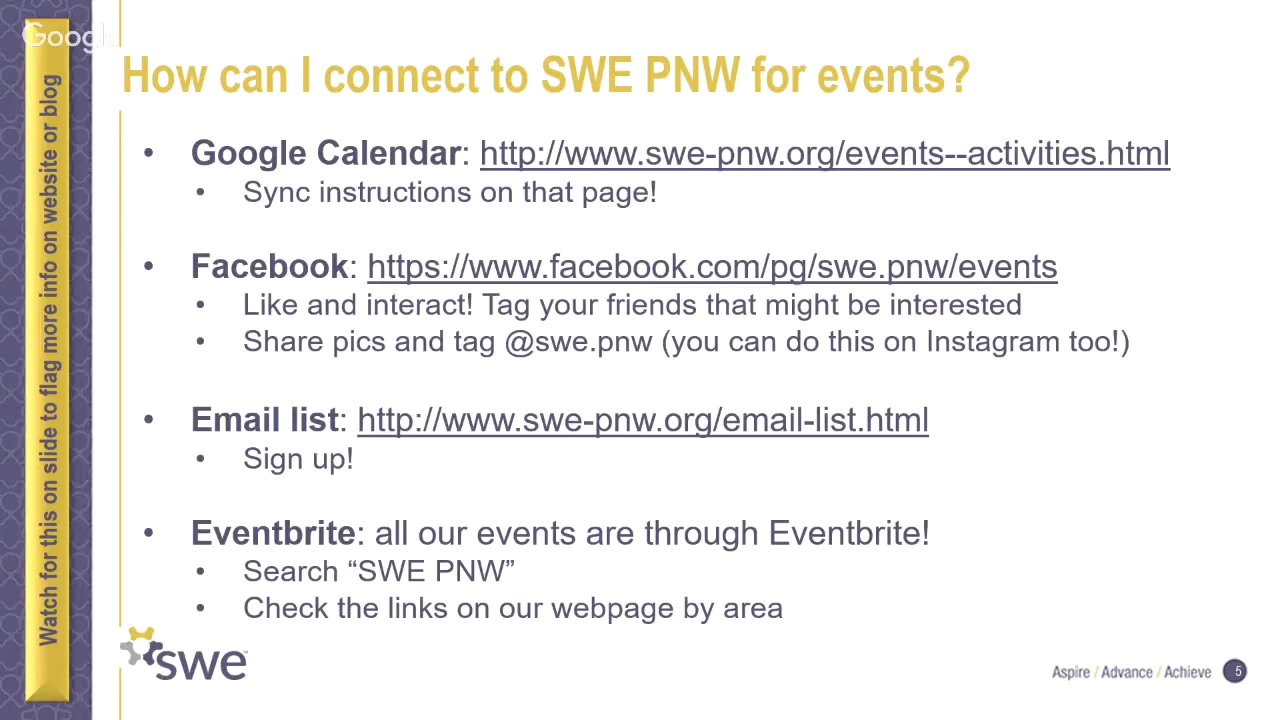 Google
How can I connect to SWE PNW for events?
Watch for this on slide to flag more info on website or blog
• Google Calendar: http://www.swe-pnw.org/events--activities.html
• Sync instructions on that page!
• Facebook: https://www.facebook.com/pg/swe.pnw/events
• Like and interact! Tag your friends that might be interested
• Share pics and tag @swe.pnw (you can do this on Instagram too!)
• Email list: http://www.swe-pnw.org/email-list.html
• Sign up!
• Eventbrite: all our events are through Eventbrite!
• Search “SWE PNW”
• Check the links on our webpage by area
swe™
Aspire / Advance / Achieve 5